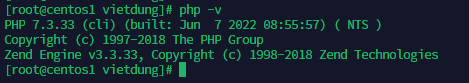 [root@centos1 vietdung]# php -v
PHP 7.3.33 (cli) (built: Jun  7 2022 08:55:57) ( NTS )
Copyright (c) 1997-2018 The PHP Group
Zend Engine v3.3.33, Copyright (c) 1998-2018 Zend Technologies
[root@centos1 vietdung]#